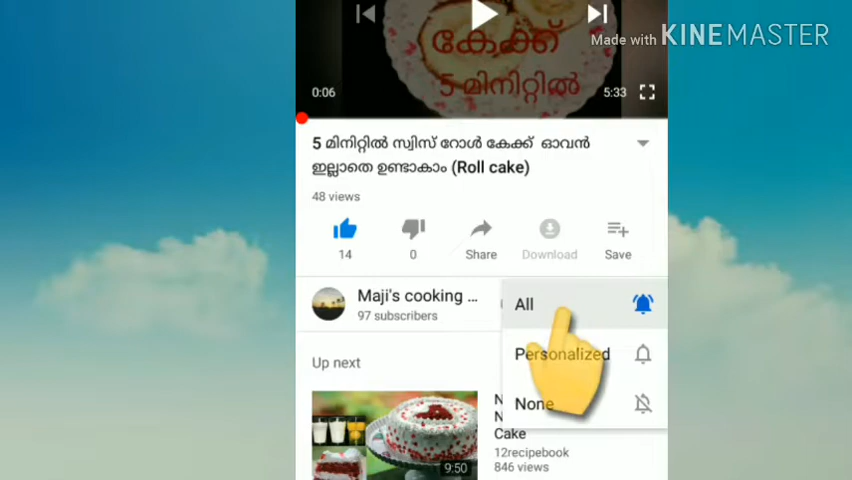 Made with KINEMASTER
കേക്ക്
5 മിനിറ്റിൽ
0:06
5:33
5 മിനിറ്റിൽ സ്വിസ് റോൾ കേക്ക് ഓവൻ
ഇല്ലാതെ ഉണ്ടാകാം (Roll cake)
48 views
14
0
Share
Download
Save
Maji's cooking ...
97 subscribers
All
Personalized
None
Up next
N
N
Cake
12recipebook
846 views
9:50